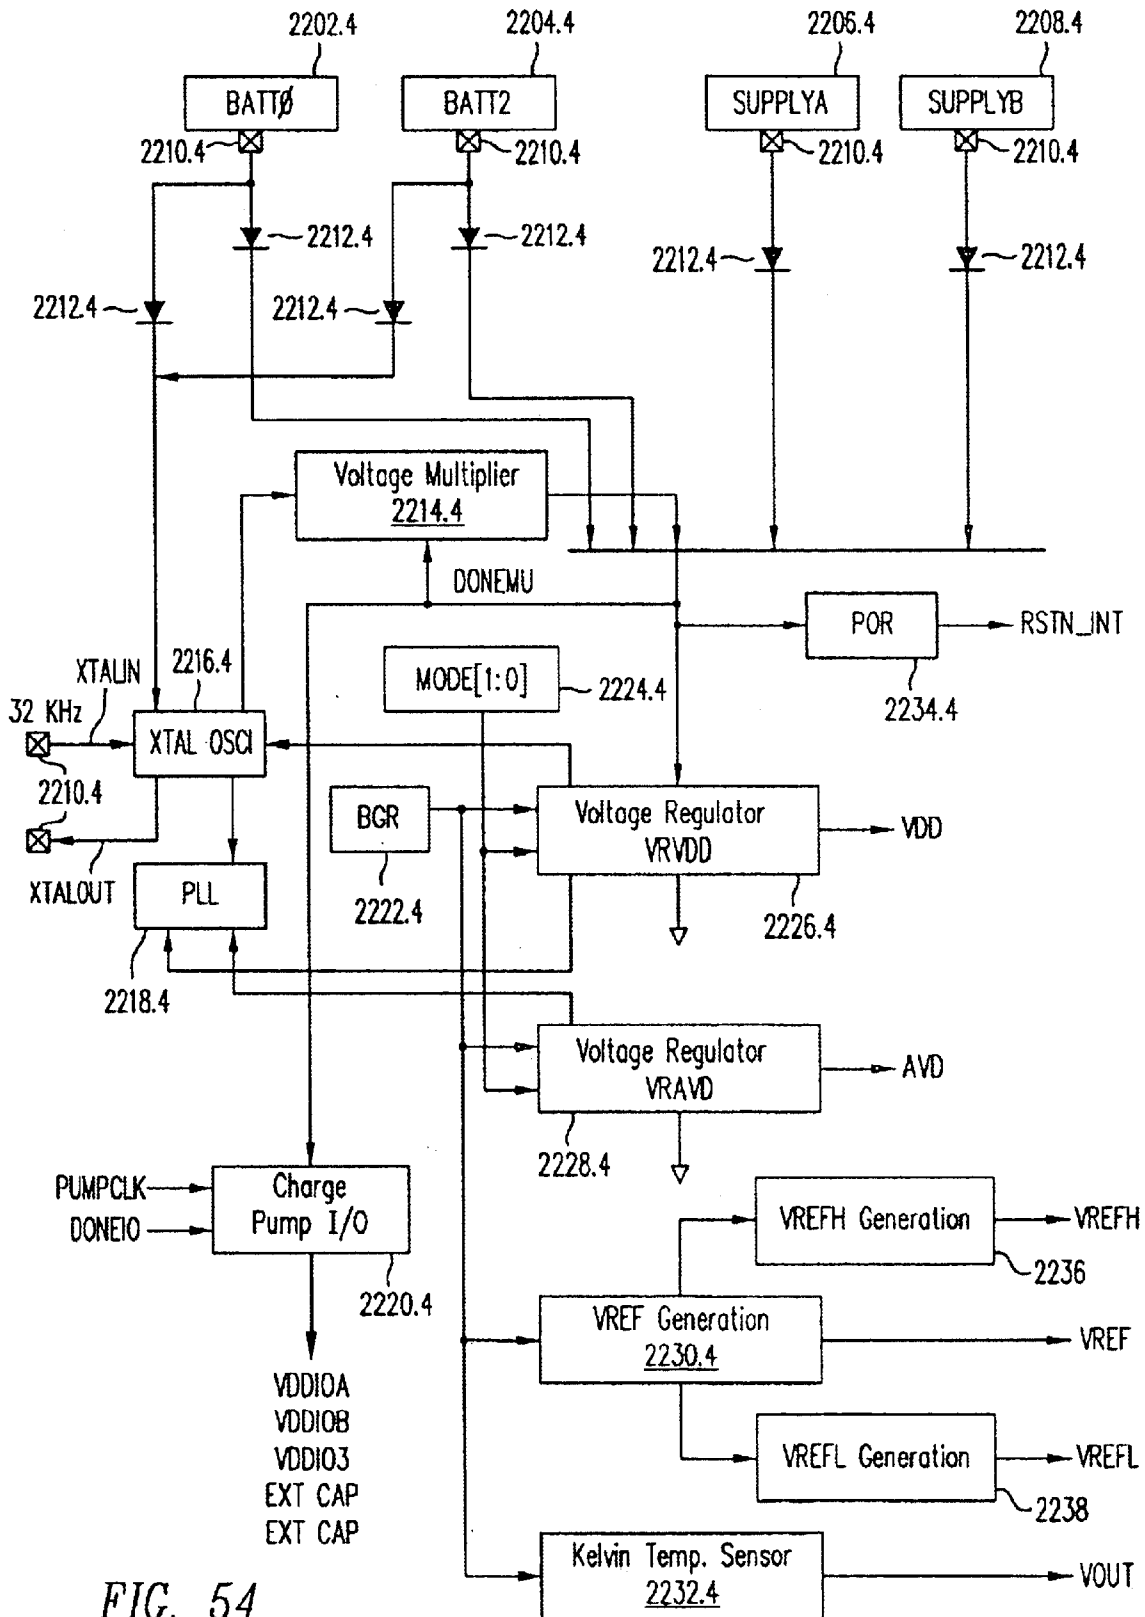 2202.4
2204.4
2206.4
2208.4
BATT0
BATT2
SUPPLYA
SUPPLYB
2210.4
2210.4
2210.4
2210.4
2212.4
2212.4
2212.4
2212.4
2212.4
2212.4
Voltage Multiplier
2214.4
DONEMU
POR
RSTN_INT
2234.4
MODE[1:0]
2224.4
XTALIN
2216.4
32 KHz
XTAL OSCI
2210.4
XTALOUT
BGR
2222.4
Voltage Regulator
VRVDD
VDD
2226.4
PLL
2218.4
Voltage Regulator
VRAVD
AVD
2228.4
PUMPCLK
DONEIO
Charge
Pump I/O
2220.4
VDDIOA
VDDIOB
VDDIO3
EXT CAP
EXT CAP
VREFH Generation
VREFH
2236
VREF Generation
2230.4
VREF
VREFL Generation
VREFL
2238
Kelvin Temp. Sensor
2232.4
VOUT
FIG. 54